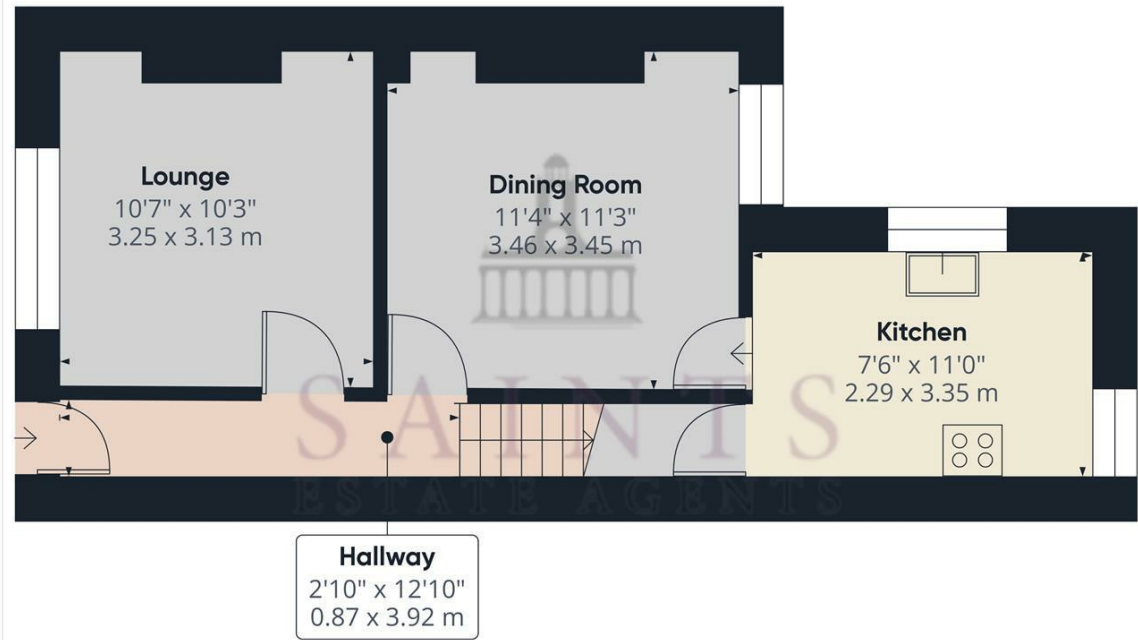 Lounge
10'7" x 10'3"
3.25 x 3.13 m
Dining Room
11'4" x 11'3"
3.46 x 3.45 m
Kitchen
7'6" x 11'0"
2.29 x 3.35 m
SAINTS
ESTATE AGENTS
Hallway
2'10" x 12'10"
0.87 x 3.92 m